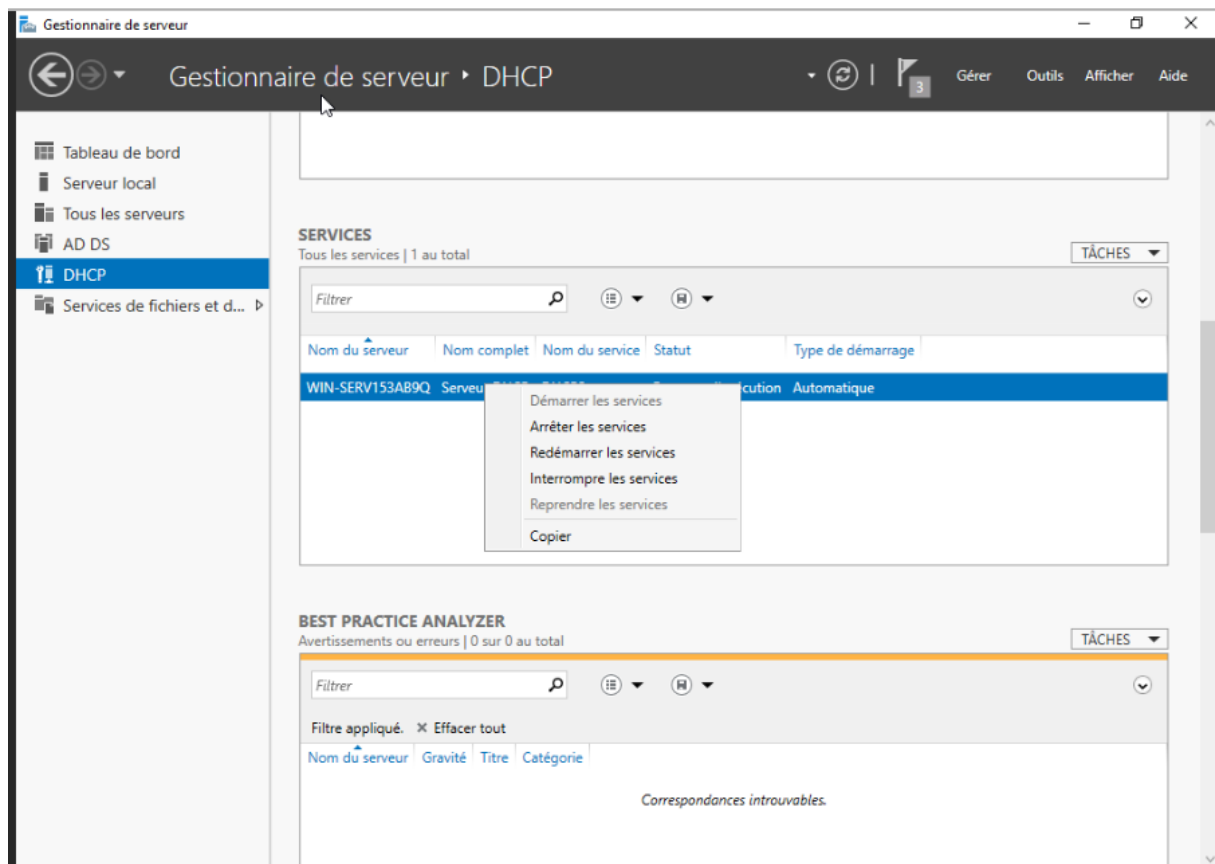 Gestionnaire de serveur
Gestionnaire de serveur ‣ DHCP
3
Gérer
Outils
Afficher
Aide
Tableau de bord
Serveur local
Tous les serveurs
AD DS
DHCP
Services de fichiers et d...
SERVICES
Tous les services | 1 au total
TÂCHES
Filtrer
Nom du serveur Nom complet Nom du service Statut Type de démarrage
WIN-SERV153AB9Q Serveu cution Automatique
Démarrer les services
Arrêter les services
Redémarrer les services
Interrompre les services
Reprendre les services
Copier
BEST PRACTICE ANALYZER
Avertissements ou erreurs | 0 sur 0 au total
TÂCHES
Filtrer
Filtre appliqué. × Effacer tout
Nom du serveur Gravité Titre Catégorie
Correspondances introuvables.